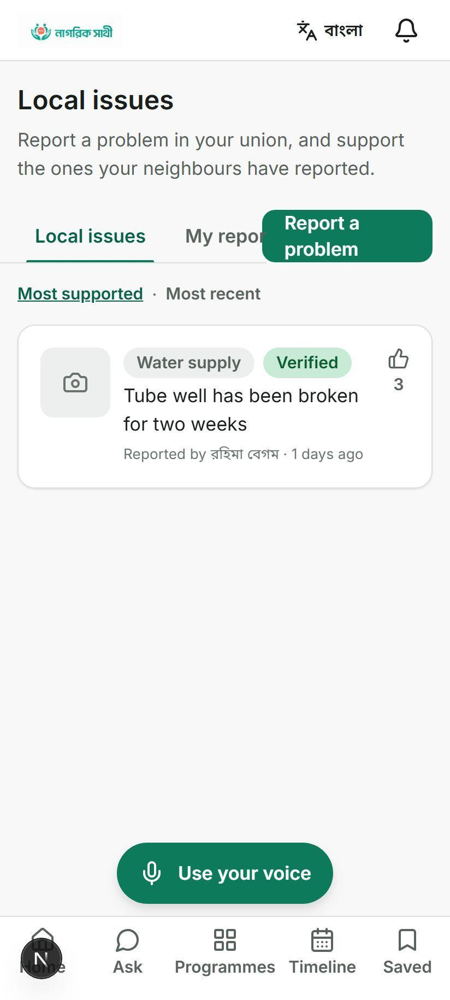 নাগরিক সাথী
বাংলা
Local issues
Report a problem in your union, and support
the ones your neighbours have reported.
Local issues
My repor
Report a
problem
Most supported · Most recent
Water supply
Verified
3
Tube well has been broken
for two weeks
Reported by রহিমা বেগম · 1 days ago
Use your voice
N
Home
Ask
Programmes
Timeline
Saved